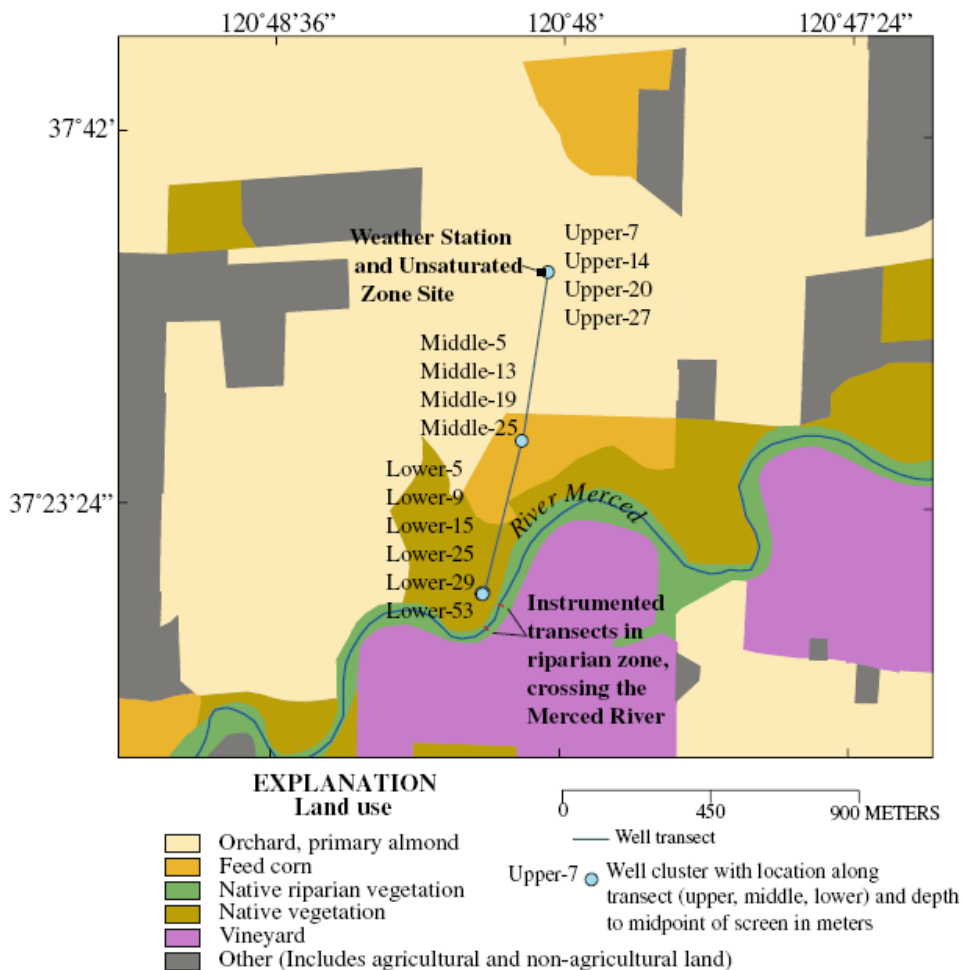 120°48’36”
120°48’
120°47’24”
37°42’
37°23’24”
Weather Station
and Unsaturated
Zone Site
Upper-7
Upper-14
Upper-20
Upper-27
Middle-5
Middle-13
Middle-19
Middle-25
Lower-5
Lower-9
Lower-15
Lower-25
Lower-29
Lower-53
River Merced
Instrumented
transects in
riparian zone,
crossing the
Merced River
EXPLANATION
Land use
Orchard, primary almond
Feed corn
Native riparian vegetation
Native vegetation
Vineyard
Other (Includes agricultural and non-agricultural land)
0 450 900 METERS
Well transect
Upper-7 Well cluster with location along
transect (upper, middle, lower) and depth
to midpoint of screen in meters